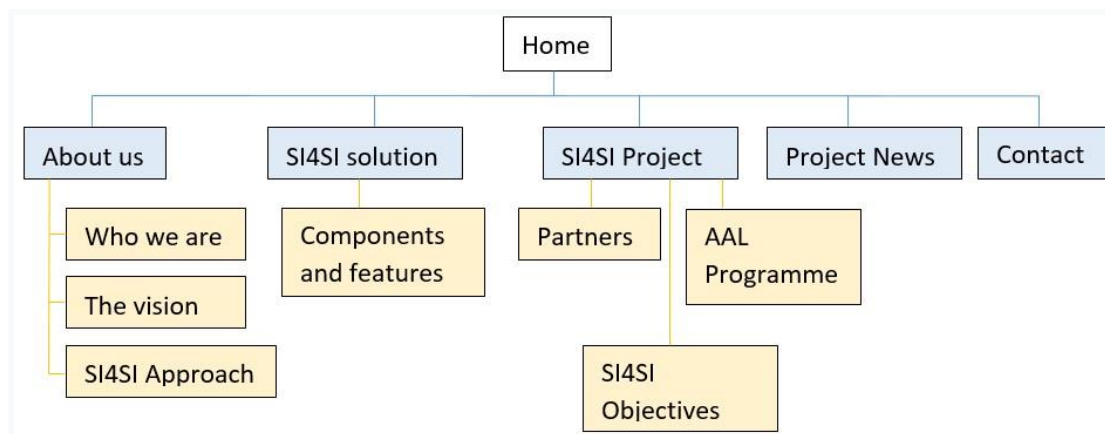 Home
About us
SI4SI solution
SI4SI Project
Project News
Contact
Who we are
The vision
SI4SI Approach
Components
and features
Partners
AAL
Programme
SI4SI
Objectives